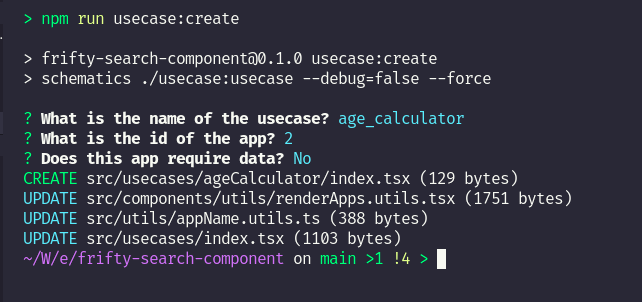 > npm run usecase:create
> frifty-search-component@0.1.0 usecase:create
> schematics ./usecase:usecase --debug=false --force
? What is the name of the usecase? age_calculator
? What is the id of the app? 2
? Does this app require data? No
CREATE src/usecases/ageCalculator/index.tsx (129 bytes)
UPDATE src/components/utils/renderApps.utils.tsx (1751 bytes)
UPDATE src/utils/appName.utils.ts (388 bytes)
UPDATE src/usecases/index.tsx (1103 bytes)
~/W/e/frifty-search-component on main >1 !4 >